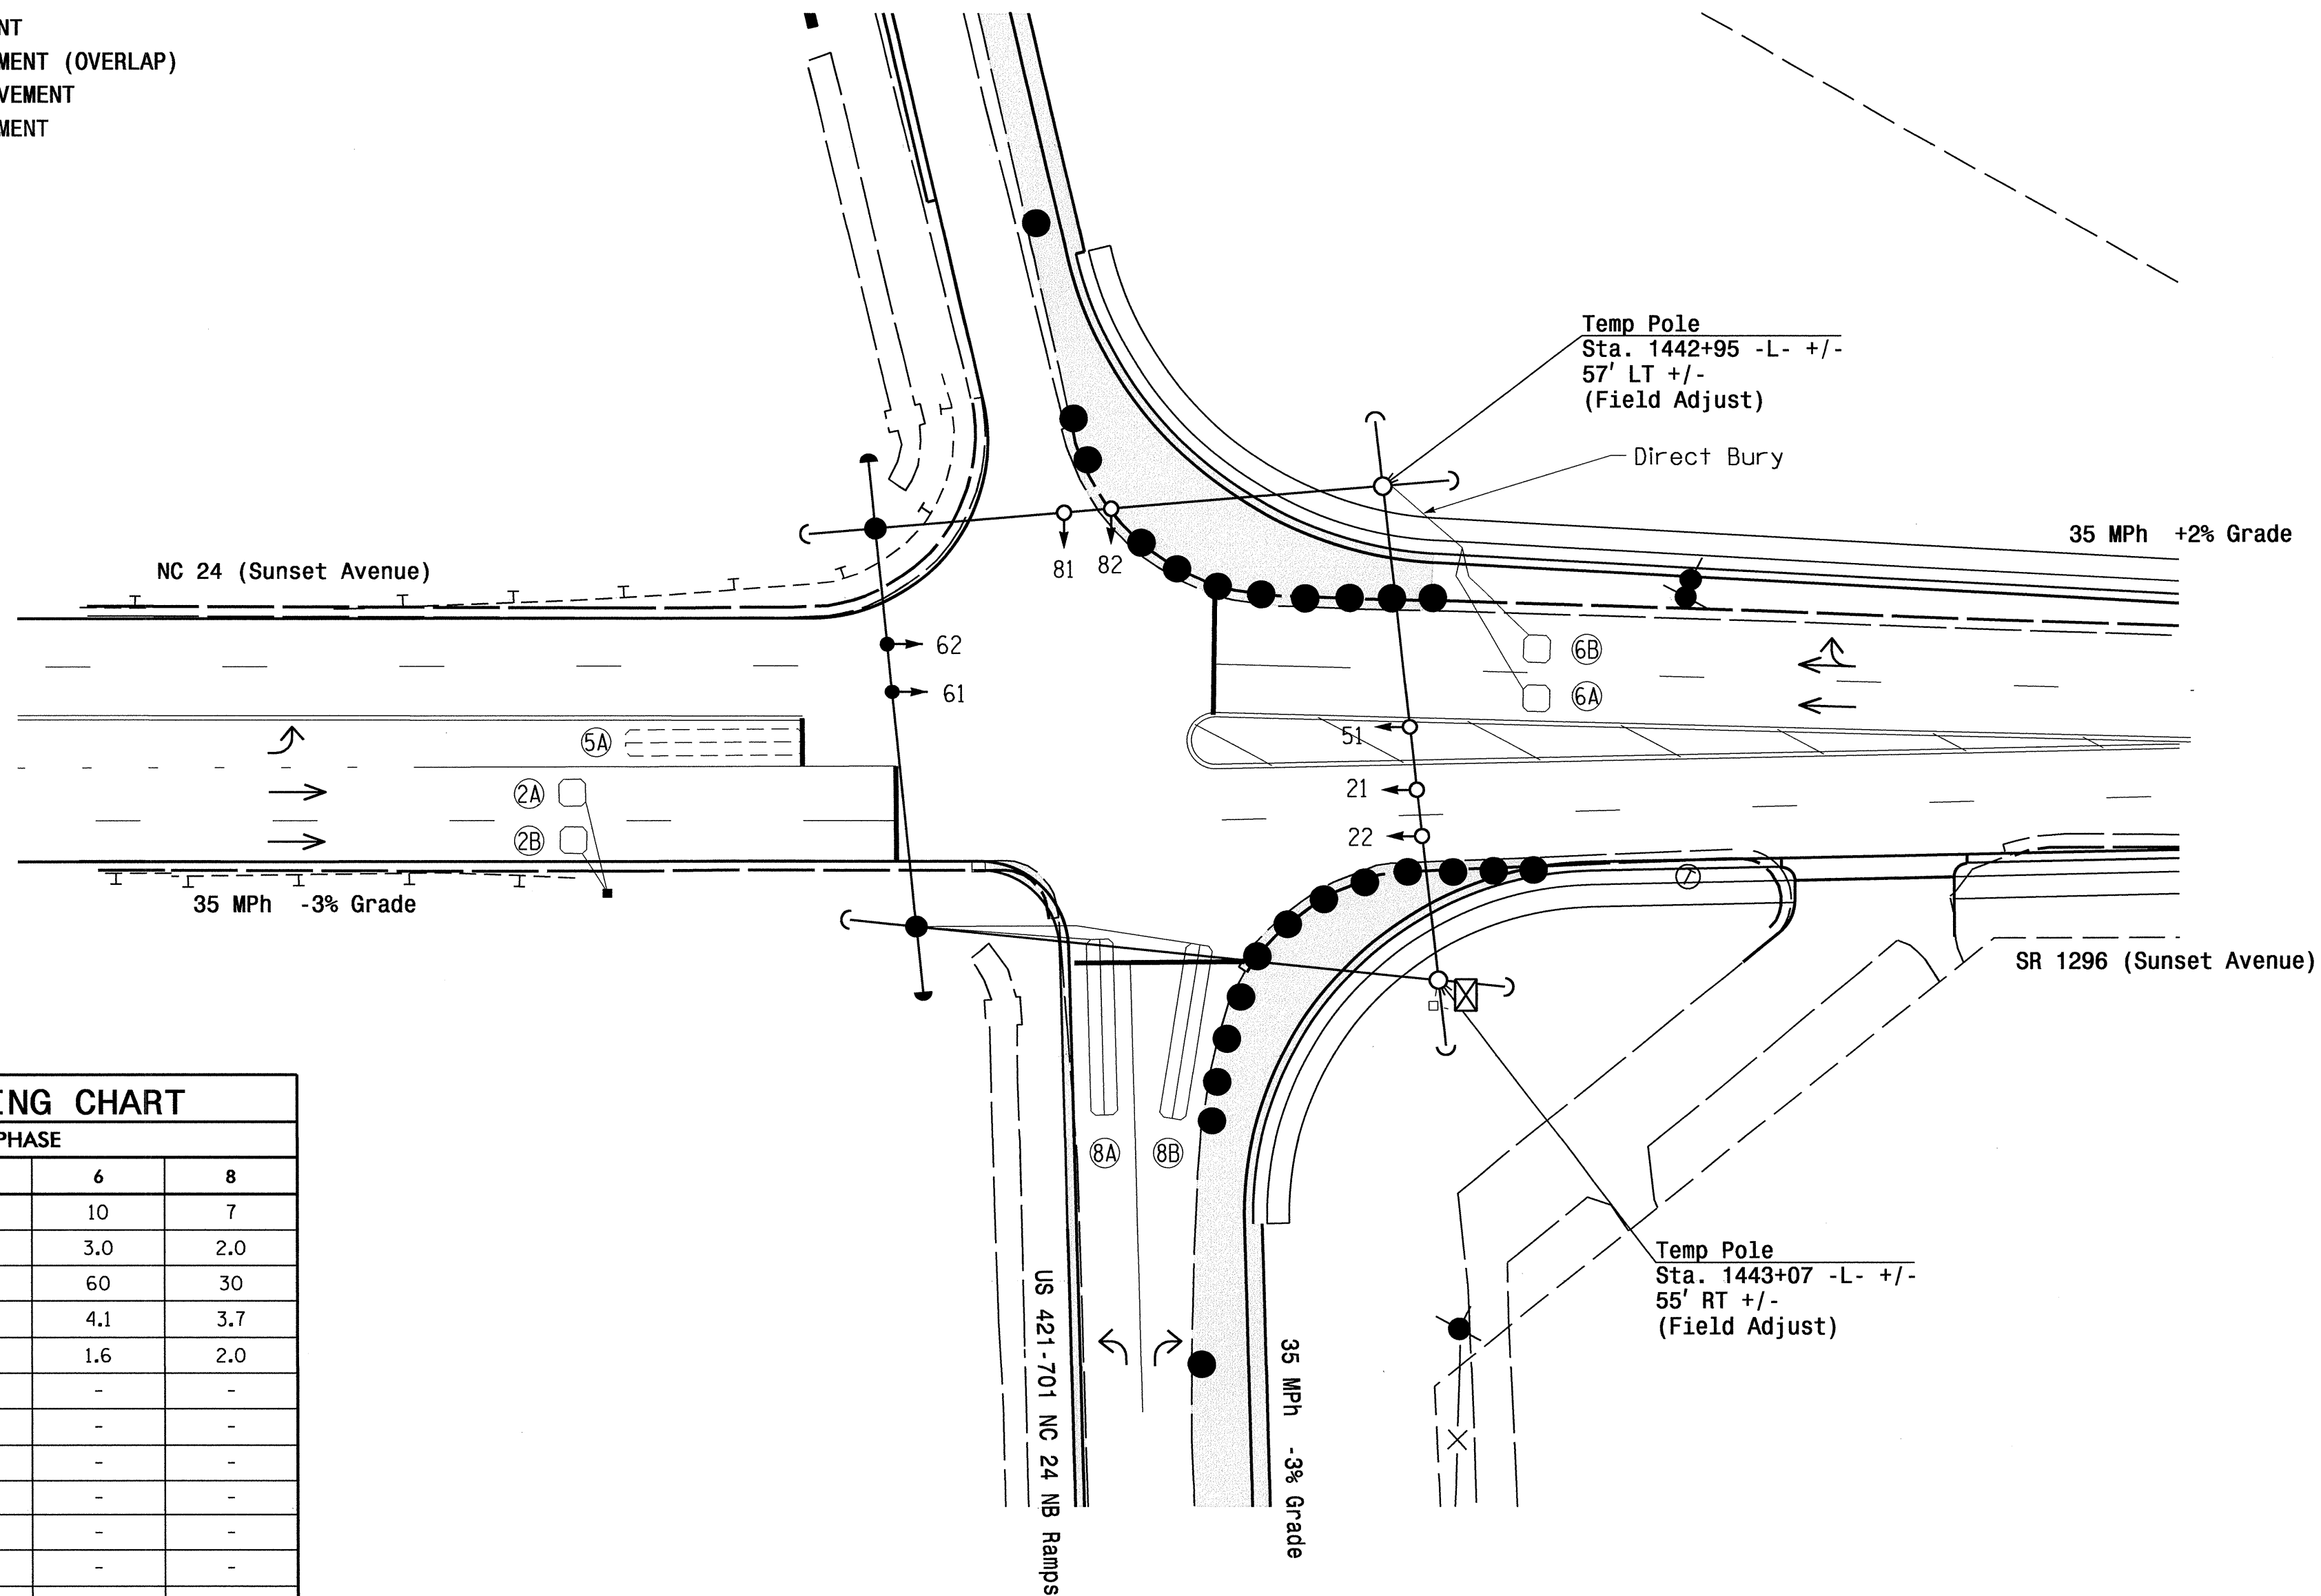 NT
MENT (OVERLAP)
VEMENT
MENT
Temp Pole
Sta. 1442+95 -L- +/-
57' LT +/-
(Field Adjust)
Direct Bury
35 MPh +2% Grade
NC 24 (Sunset Avenue)
81
82
62
61
6B
6A
5A
51
21
22
2A
2B
35 MPh -3% Grade
SR 1296 (Sunset Avenue)
8A
8B
US 421-701 NC 24 NB Ramps
35 MPh -3% Grade
Temp Pole
Sta. 1443+07 -L- +/-
55' RT +/-
(Field Adjust)
ING CHART
PHASE
6 8
10 7
3.0 2.0
60 30
4.1 3.7
1.6 2.0
- -
- -
- -
- -
- -
- -